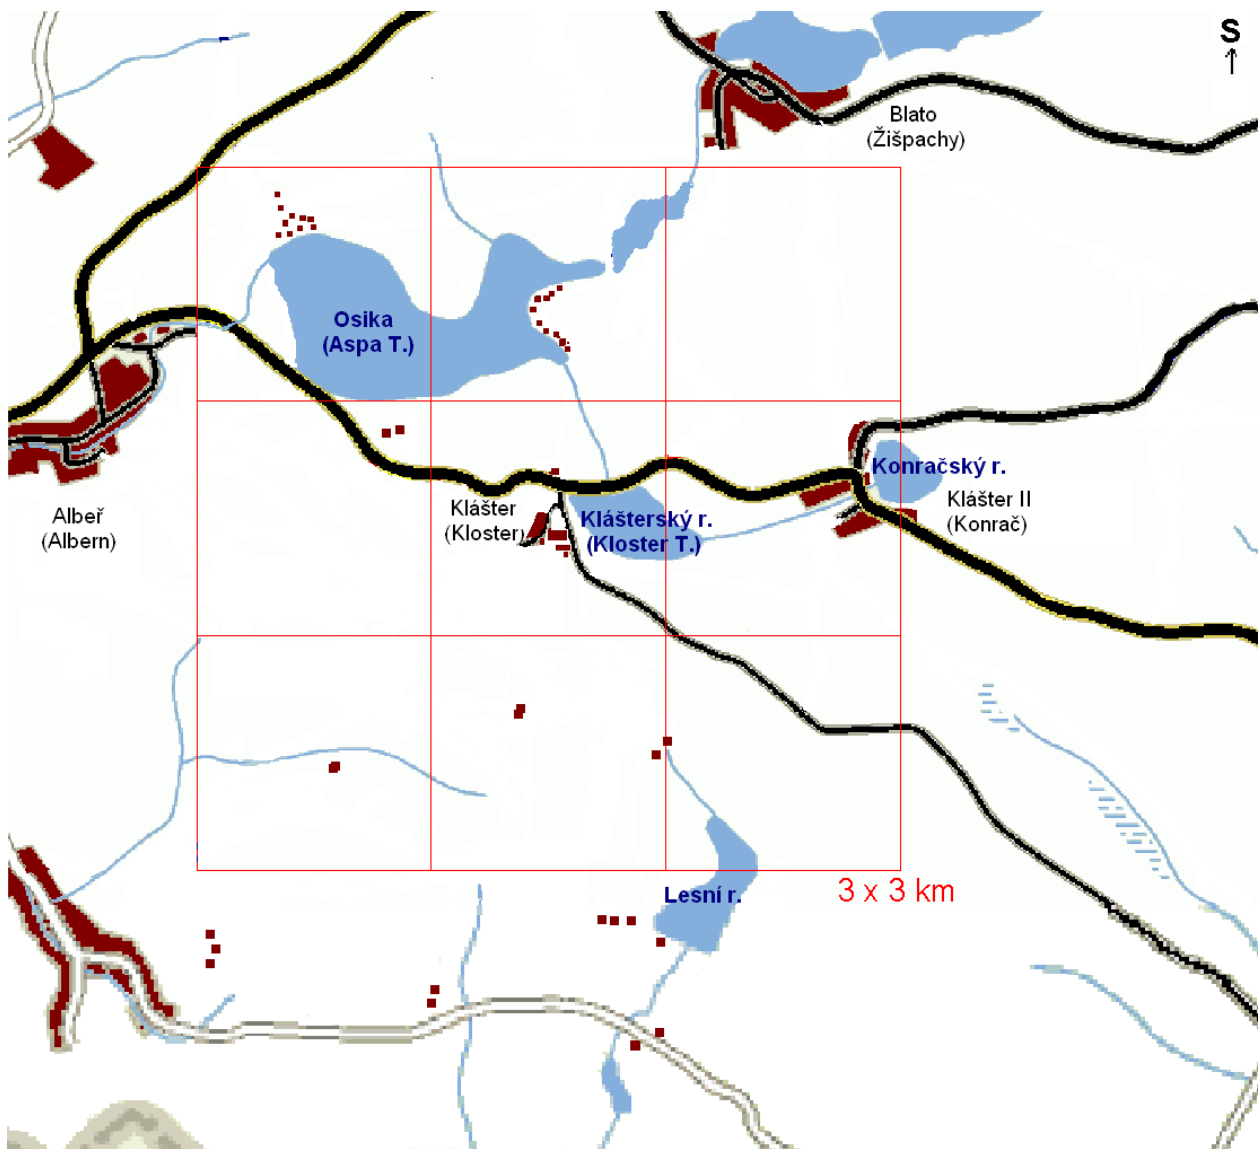 S
Blato
(Žišpachy)
Osika
(Aspa T.)
Konračský r.
Klášter
(Kloster)
Klášterský r.
(Kloster T.)
Klášter II
(Konrač)
Albeř
(Albern)
Lesní r.
3 x 3 km